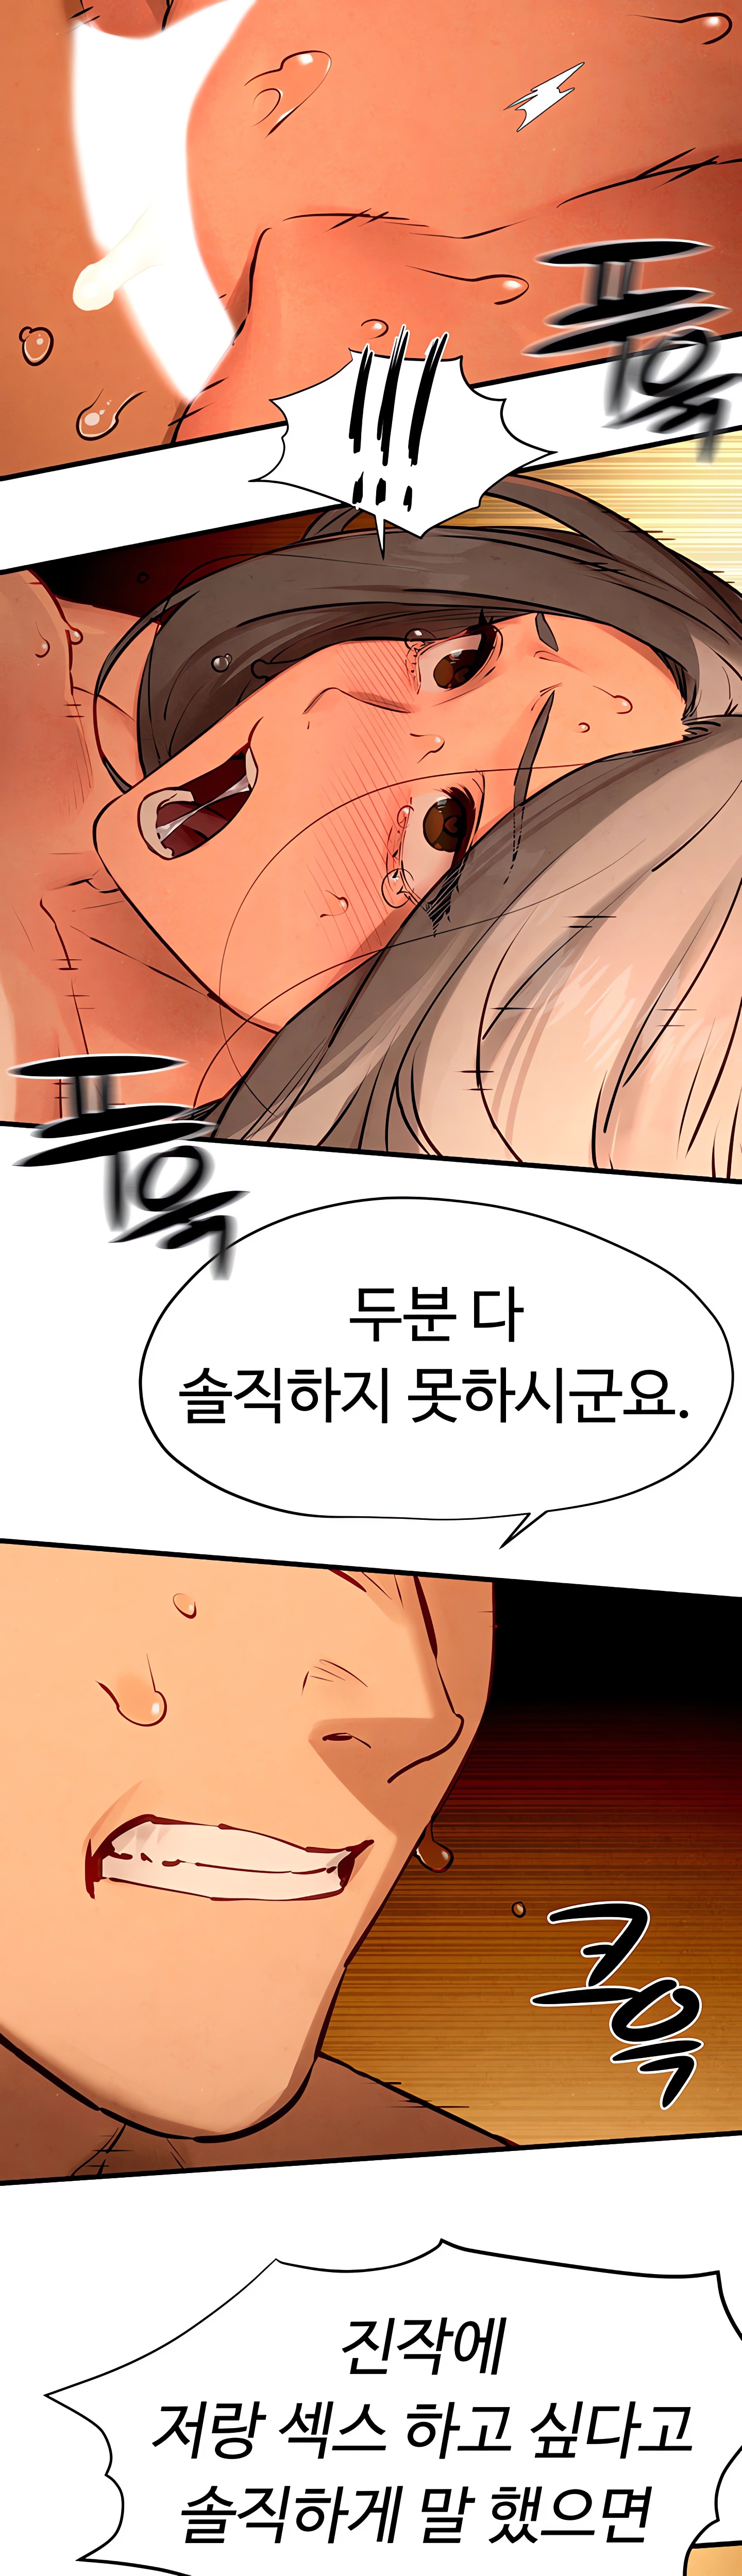 푸욱
!!!
푸욱
두분 다
솔직하지 못하시군요.
크윽
진작에
저랑 섹스 하고 싶다고
솔직하게 말 했으면